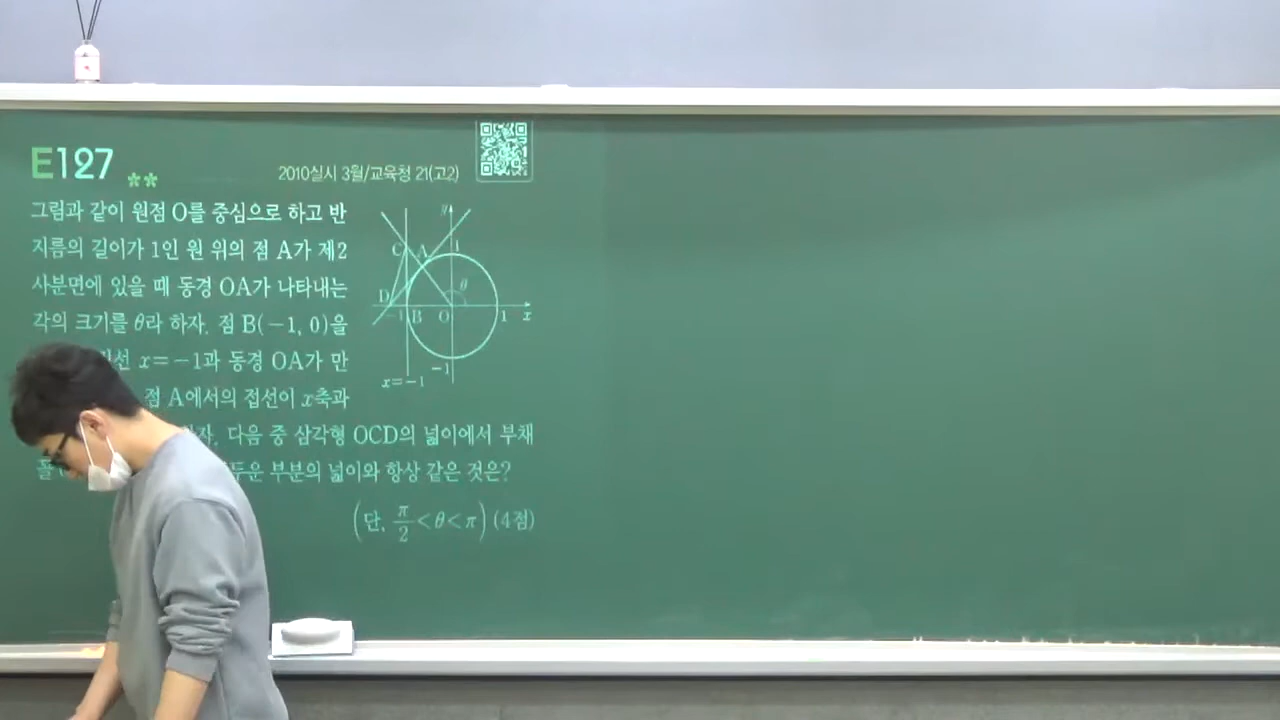 E127 **
2010실시 3월/교육청 21(고2)
그림과 같이 원점 O를 중심으로 하고 반
지름의 길이가 1인 원 위의 점 A가 제2
사분면에 있을 때 동경 OA가 나타내는
각의 크기를 θ라 하자. 점 B(−1, 0)을
x=−1과 동경 OA가 만
점 A에서의 접선이 x축과
다음 중 삼각형 OCD의 넓이에서 부채
부분의 넓이와 항상 같은 것은?
(단, π/2<θ<π) (4점)
y
C A 1
θ
D
−1 B O 1 x
−1
x=−1